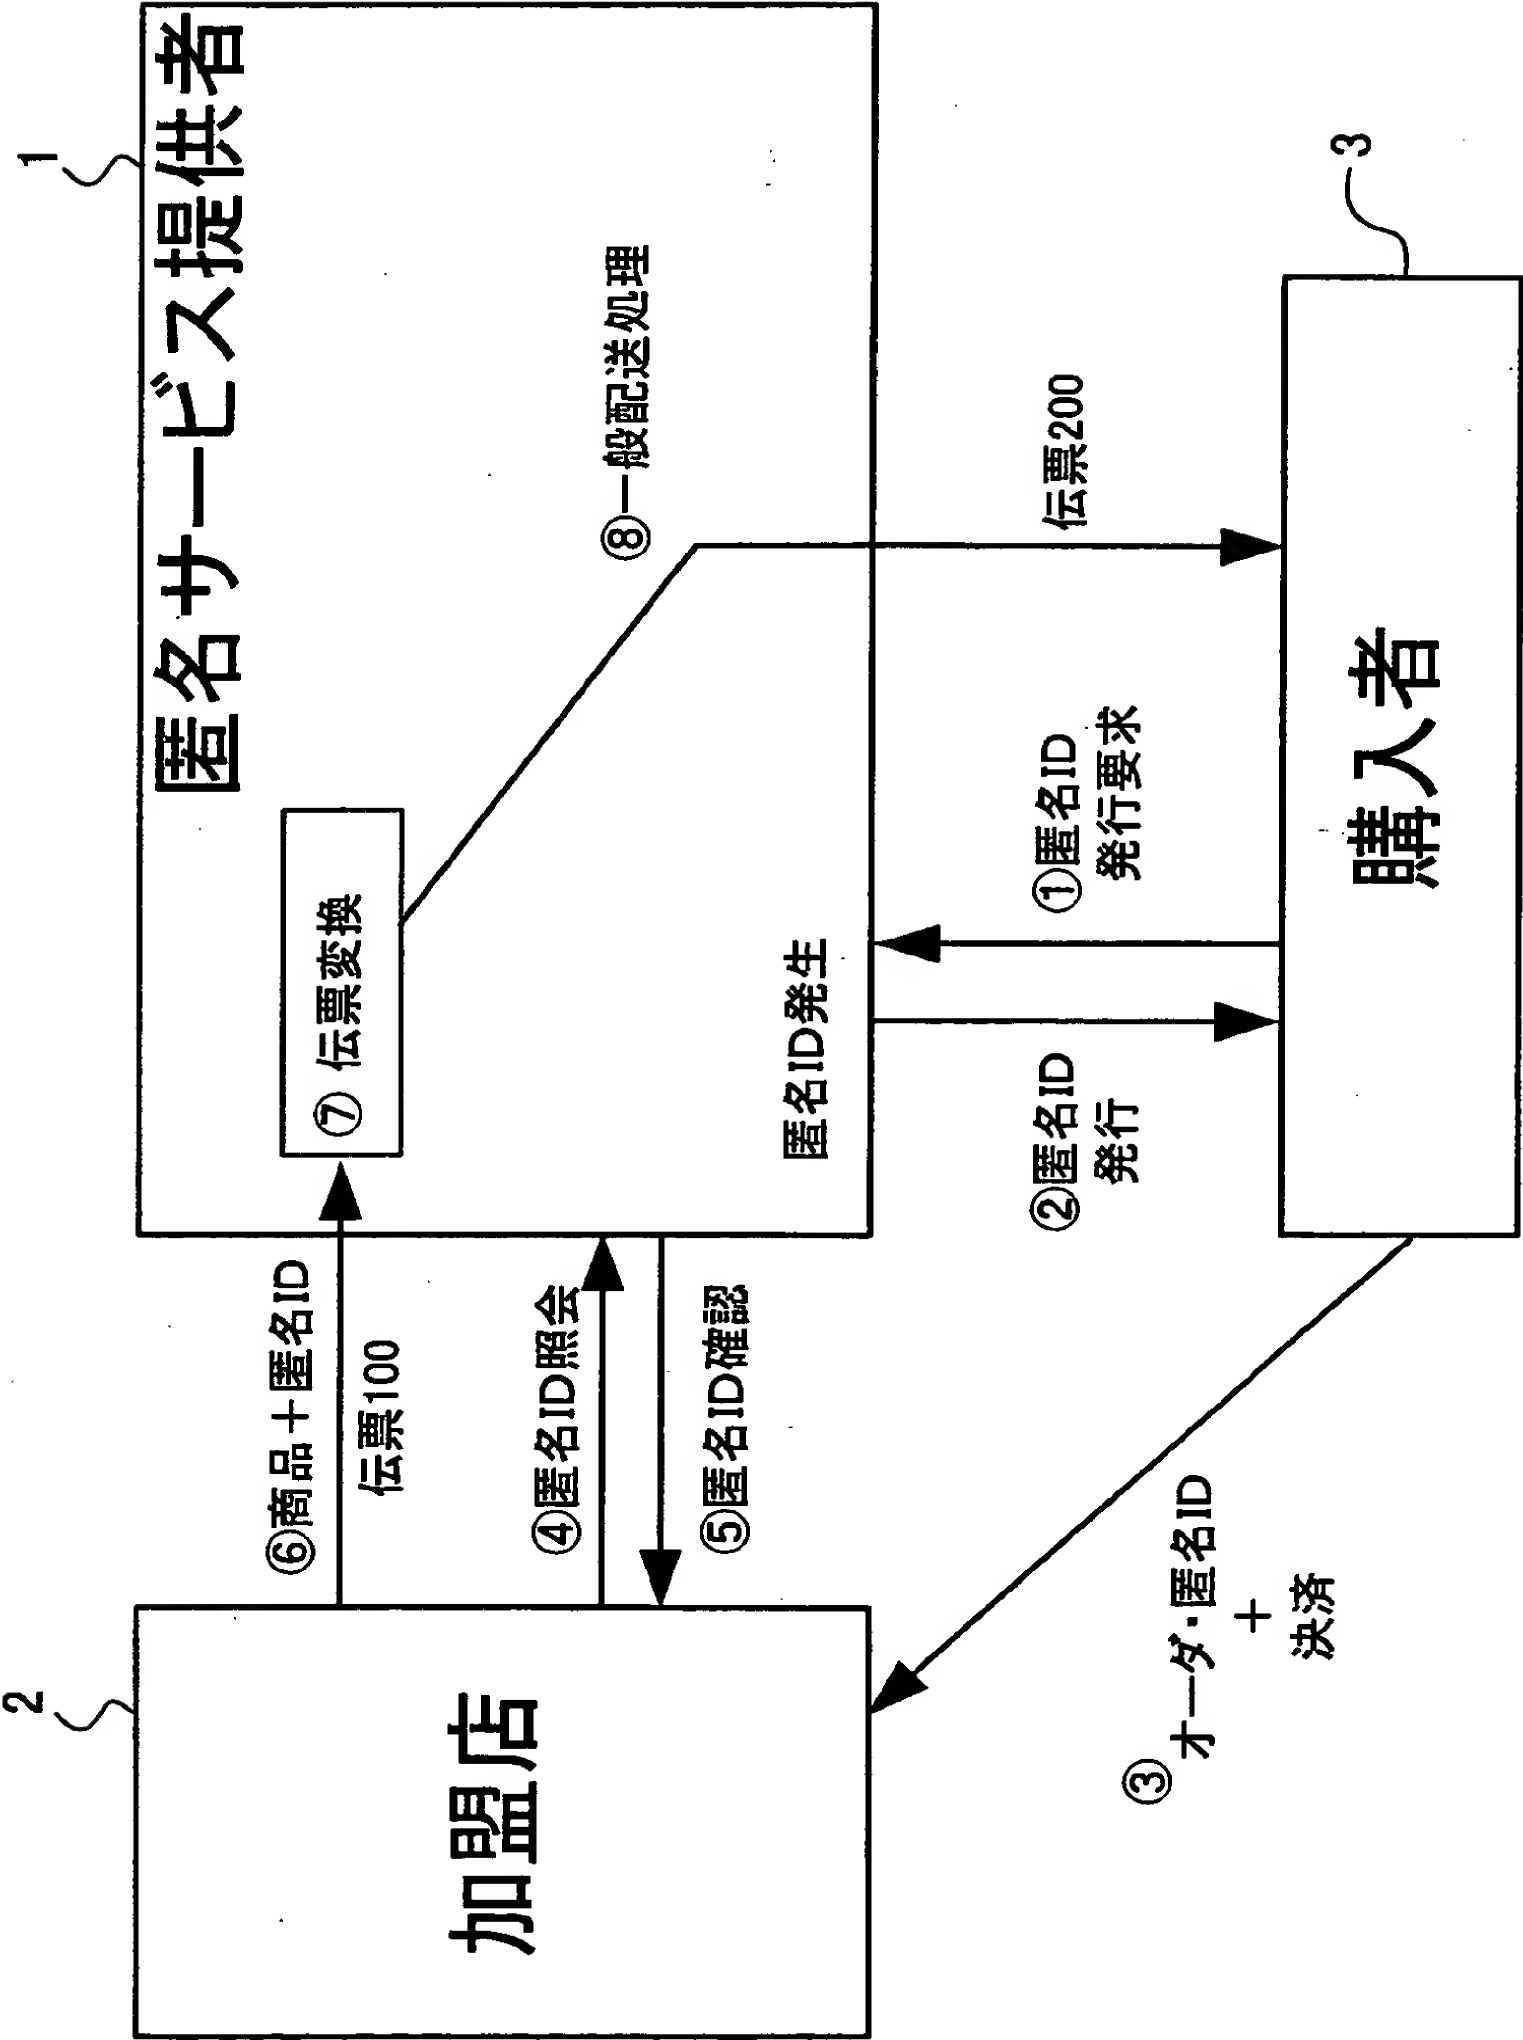 1
匿名サービス提供者
2
加盟店
⑥商品＋匿名ID
伝票100
⑦ 伝票変換
④匿名ID照会
⑤匿名ID確認
⑧一般配送処理
匿名ID発生
②匿名ID
発行
①匿名ID
発行要求
伝票200
③
オーダ・匿名ID
＋
決済
3
購入者